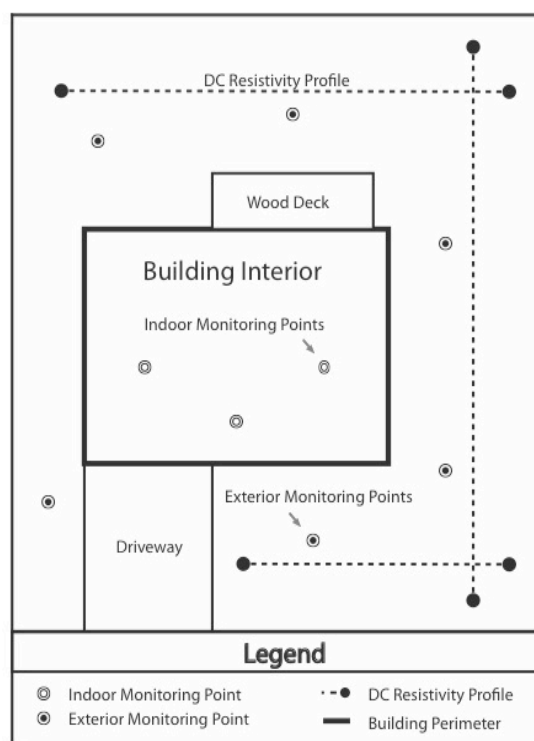 DC Resistivity Profile
Wood Deck
Building Interior
Indoor Monitoring Points
Exterior Monitoring Points
Driveway
Legend
Indoor Monitoring Point
DC Resistivity Profile
Exterior Monitoring Point
Building Perimeter